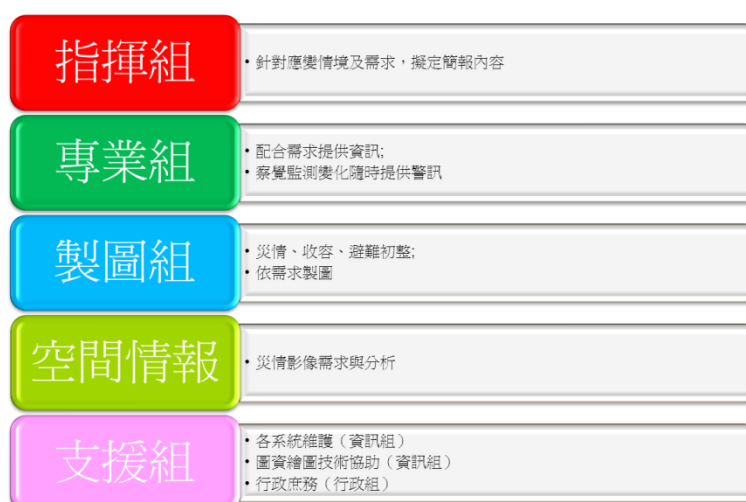 指揮組
• 針對應變情境及需求，擬定簡報內容
專業組
• 配合需求提供資訊;
• 察覺監測變化隨時提供警訊
製圖組
• 災情、收容、避難初整;
• 依需求製圖
空間情報
• 災情影像需求與分析
支援組
• 各系統維護（資訊組）
• 圖資繪圖技術協助（資訊組）
• 行政庶務（行政組）